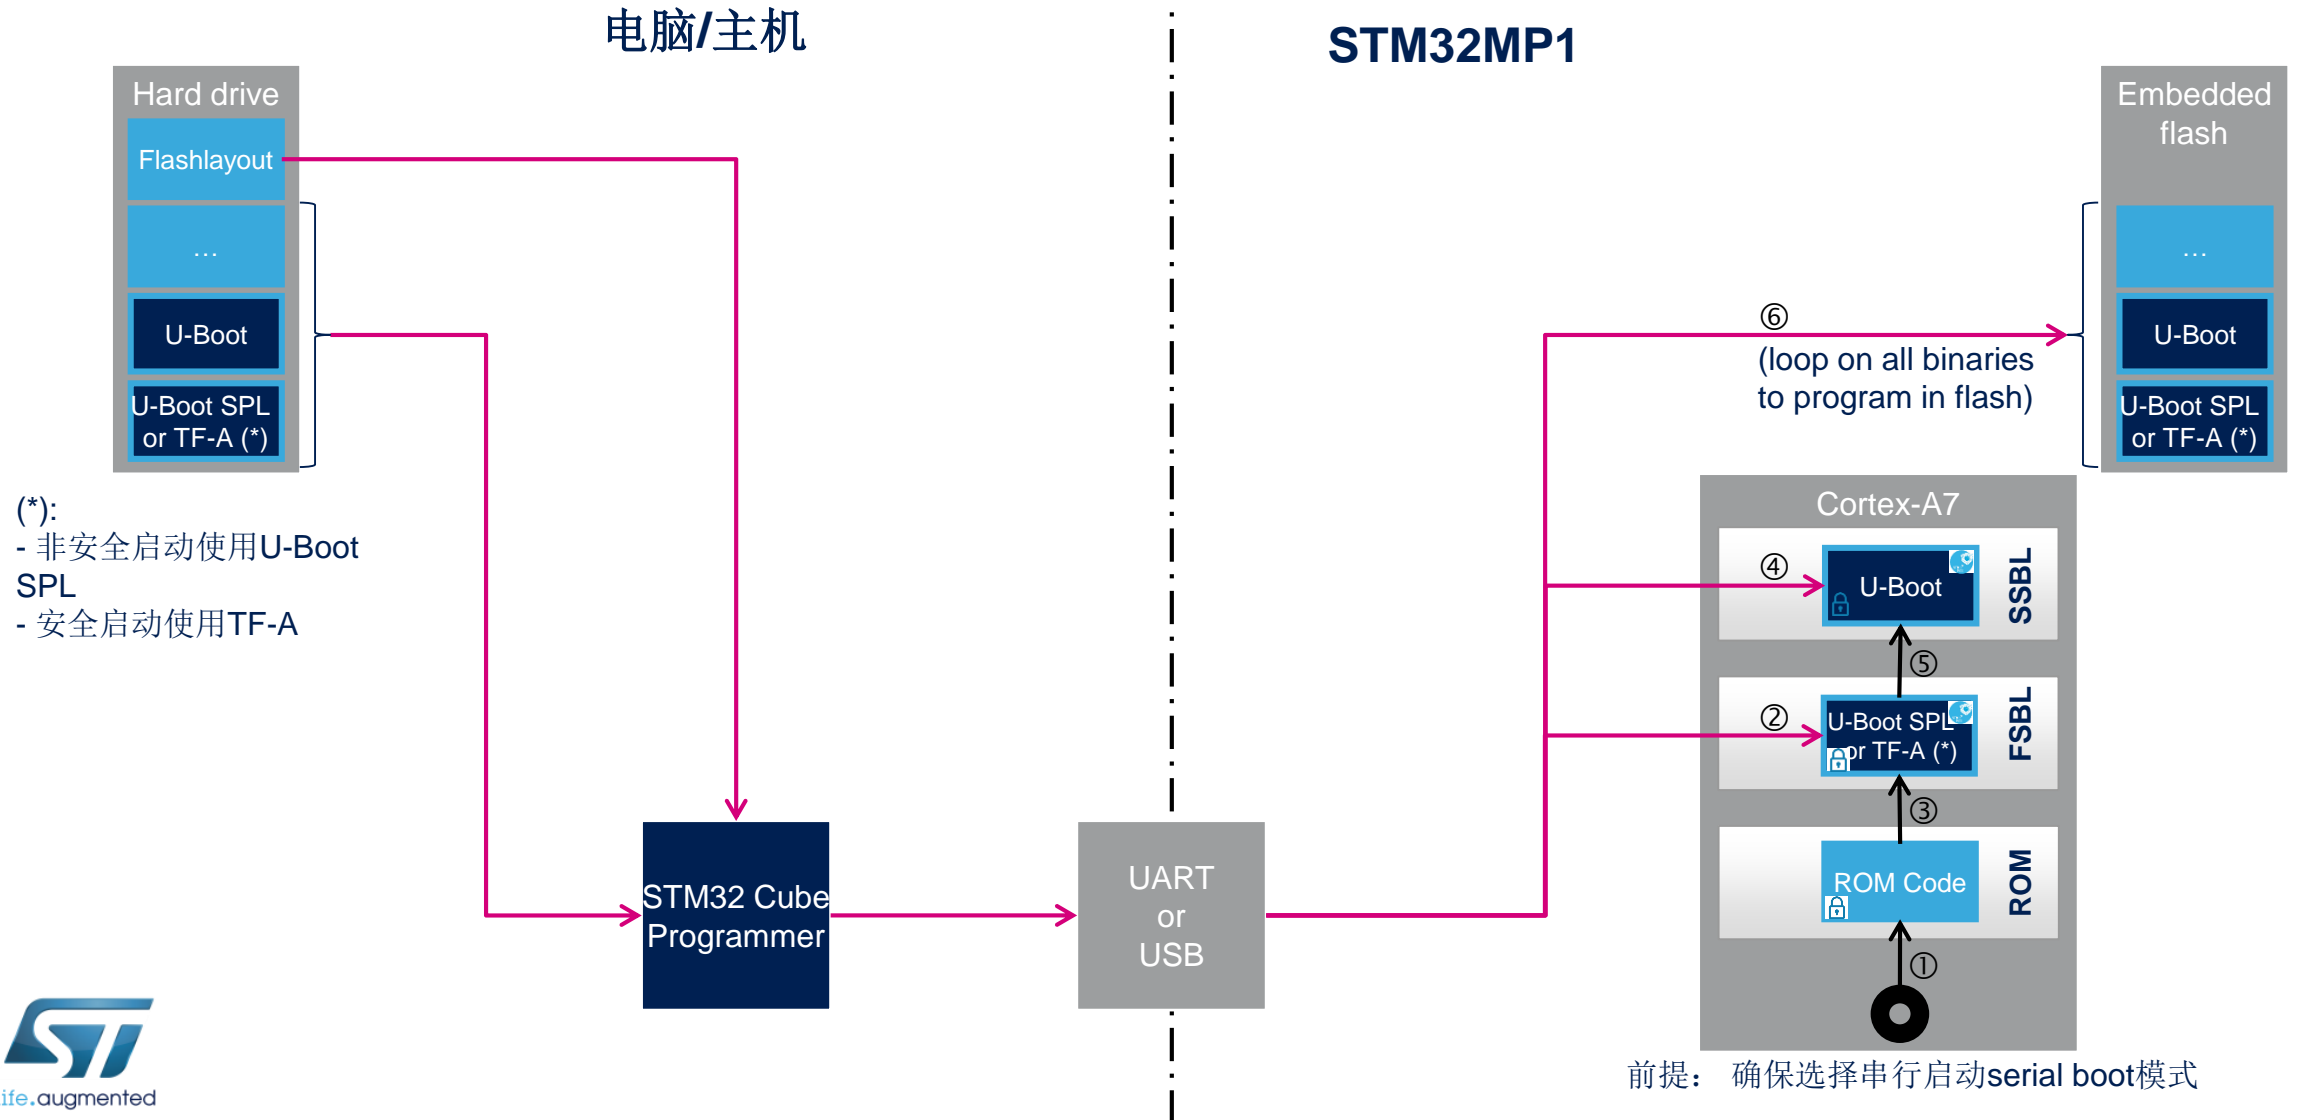 电脑/主机
STM32MP1
Hard drive
Flashlayout
...
U-Boot
U-Boot SPL
or TF-A (*)
(*):
- 非安全启动使用U-Boot
SPL
- 安全启动使用TF-A
STM32 Cube
Programmer
UART
or
USB
⑥
(loop on all binaries
to program in flash)
Embedded
flash
...
U-Boot
U-Boot SPL
or TF-A (*)
Cortex-A7
④
U-Boot
SSBL
⑤
②
U-Boot SPL
or TF-A (*)
FSBL
③
ROM Code
ROM
①
前提： 确保选择串行启动serial boot模式
ST
ife.augmented